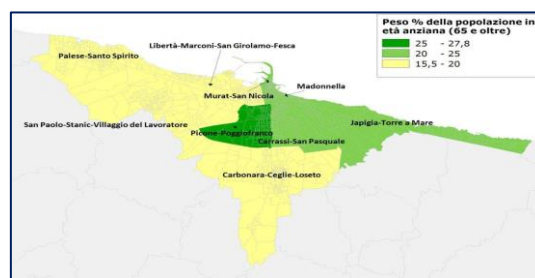 Peso % della popolazione in
età anziana (65 e oltre)
25 - 27,8
20 - 25
15,5 - 20
Libertà-Marconi-San Girolamo-Fesca
Palese-Santo Spirito
Madonnella
Murat-San Nicola
San Paolo-Stanic-Villaggio del Lavoratore
Japigia-Torre a Mare
Picone-Poggiofranco
Carrassi-San Pasquale
Carbonara-Ceglie-Loseto